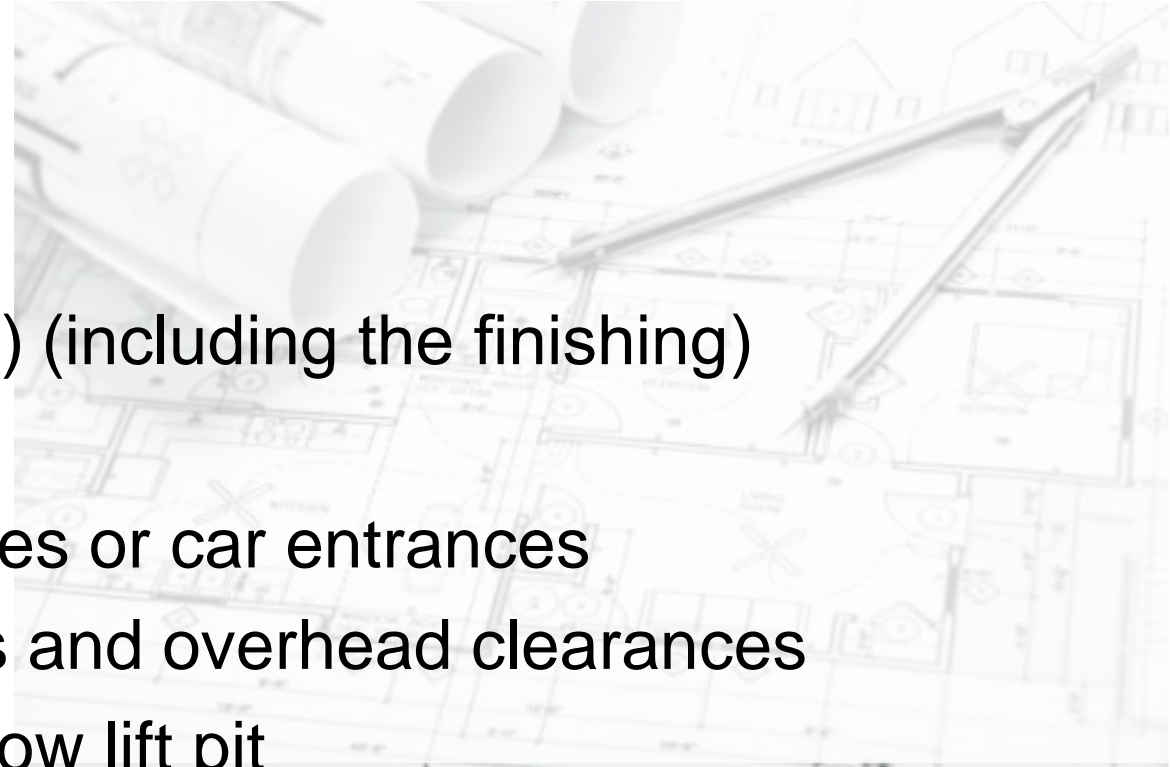 ) (including the finishing)
es or car entrances
s and overhead clearances
ow lift pit